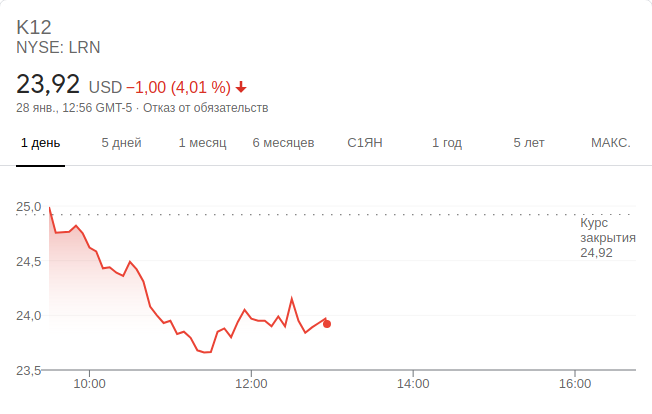 K12
NYSE: LRN
23,92 USD −1,00 (4,01 %)
28 янв., 12:56 GMT-5 · Отказ от обязательств
1 день 5 дней 1 месяц 6 месяцев С1ЯН 1 год 5 лет МАКС.
25,0
Курс
закрытия
24,92
24,5
24,0
23,5
10:00 12:00 14:00 16:00